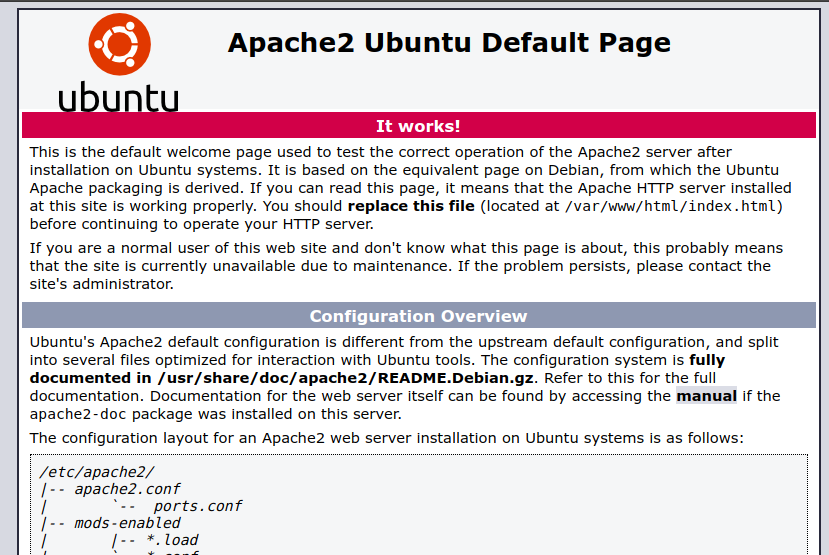 Apache2 Ubuntu Default Page
ubuntu
It works!
This is the default welcome page used to test the correct operation of the Apache2 server after
installation on Ubuntu systems. It is based on the equivalent page on Debian, from which the Ubuntu
Apache packaging is derived. If you can read this page, it means that the Apache HTTP server installed
at this site is working properly. You should replace this file (located at /var/www/html/index.html)
before continuing to operate your HTTP server.
If you are a normal user of this web site and don't know what this page is about, this probably means
that the site is currently unavailable due to maintenance. If the problem persists, please contact the
site's administrator.
Configuration Overview
Ubuntu's Apache2 default configuration is different from the upstream default configuration, and split
into several files optimized for interaction with Ubuntu tools. The configuration system is fully
documented in /usr/share/doc/apache2/README.Debian.gz. Refer to this for the full
documentation. Documentation for the web server itself can be found by accessing the manual if the
apache2-doc package was installed on this server.
The configuration layout for an Apache2 web server installation on Ubuntu systems is as follows:
/etc/apache2/
|-- apache2.conf
|       `--  ports.conf
|-- mods-enabled
|       |-- *.load